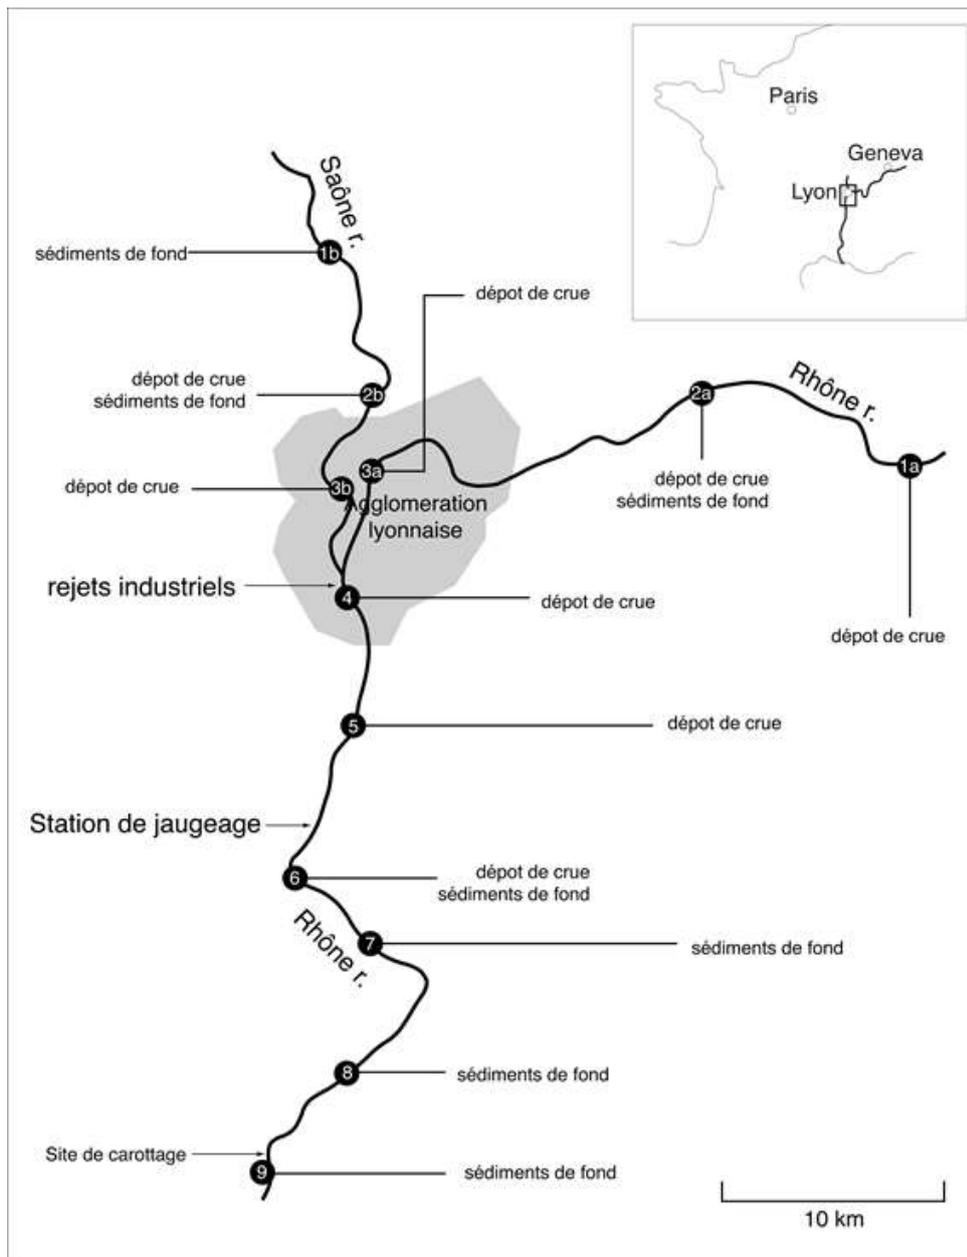 Paris
Geneva
Lyon
Saône r.
1b
sédiments de fond
dépot de crue
Rhône r.
dépot de crue
sédiments de fond
2b
2a
1a
3a
dépot de crue
sédiments de fond
dépot de crue
3b
Agglomeration
lyonnaise
rejets industriels
4
dépot de crue
dépot de crue
5
dépot de crue
Station de jaugeage
6
dépot de crue
sédiments de fond
Rhône r.
7
sédiments de fond
8
sédiments de fond
Site de carottage
9
sédiments de fond
10 km